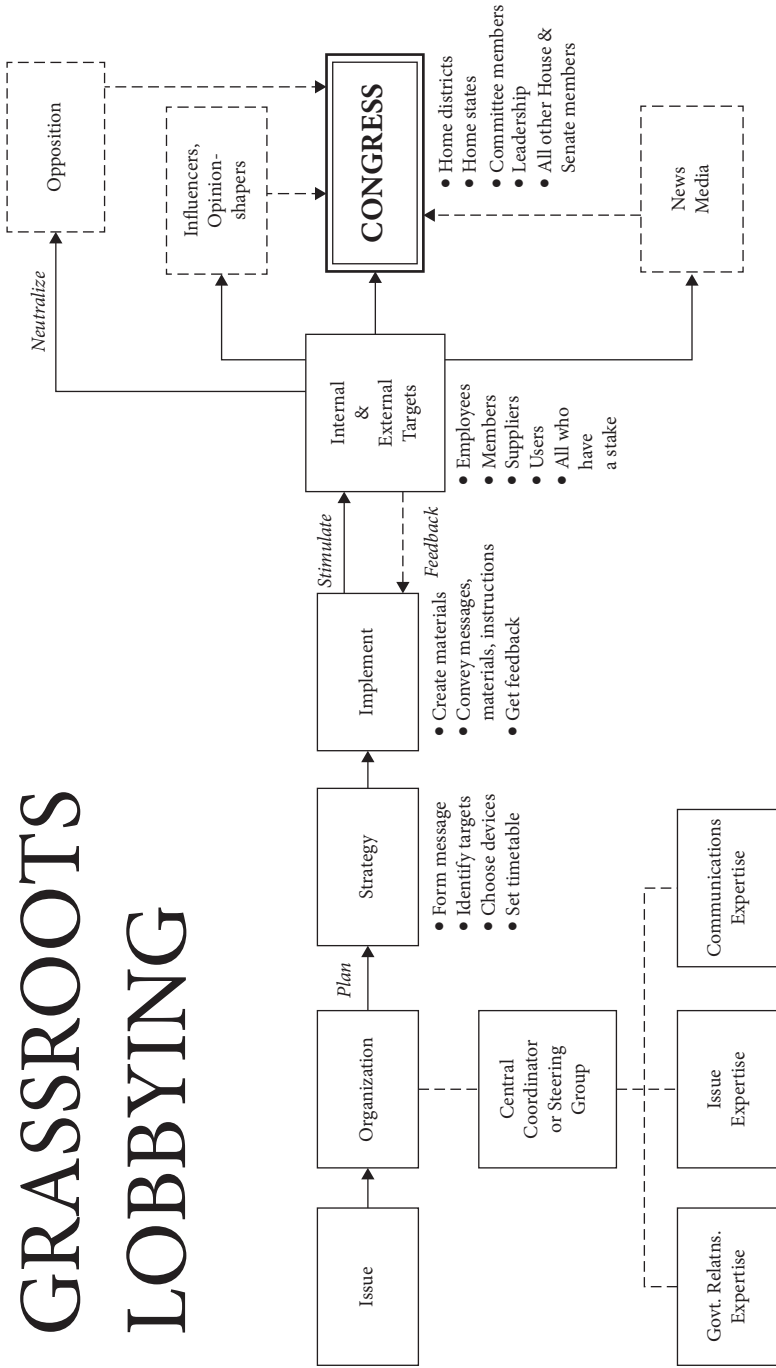 GRASSROOTS
LOBBYING
Issue
Organization
Plan
Strategy
• Form message
• Identify targets
• Choose devices
• Set timetable
Implement
• Create materials
• Convey messages,
materials, instructions
• Get feedback
Stimulate
Feedback
Internal
&
External
Targets
• Employees
• Members
• Suppliers
• Users
• All who
have
a stake
Neutralize
Opposition
Influencers,
Opinion-
shapers
CONGRESS
• Home districts
• Home states
• Committee members
• Leadership
• All other House &
Senate members
News
Media
Central
Coordinator
or Steering
Group
Govt. Relatns.
Expertise
Issue
Expertise
Communications
Expertise